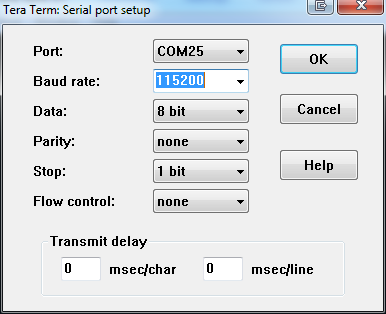 Tera Term: Serial port setup
Port: COM25 OK
Baud rate: 115200
Data: 8 bit Cancel
Parity: none
Stop: 1 bit Help
Flow control: none
Transmit delay
0 msec/char 0 msec/line